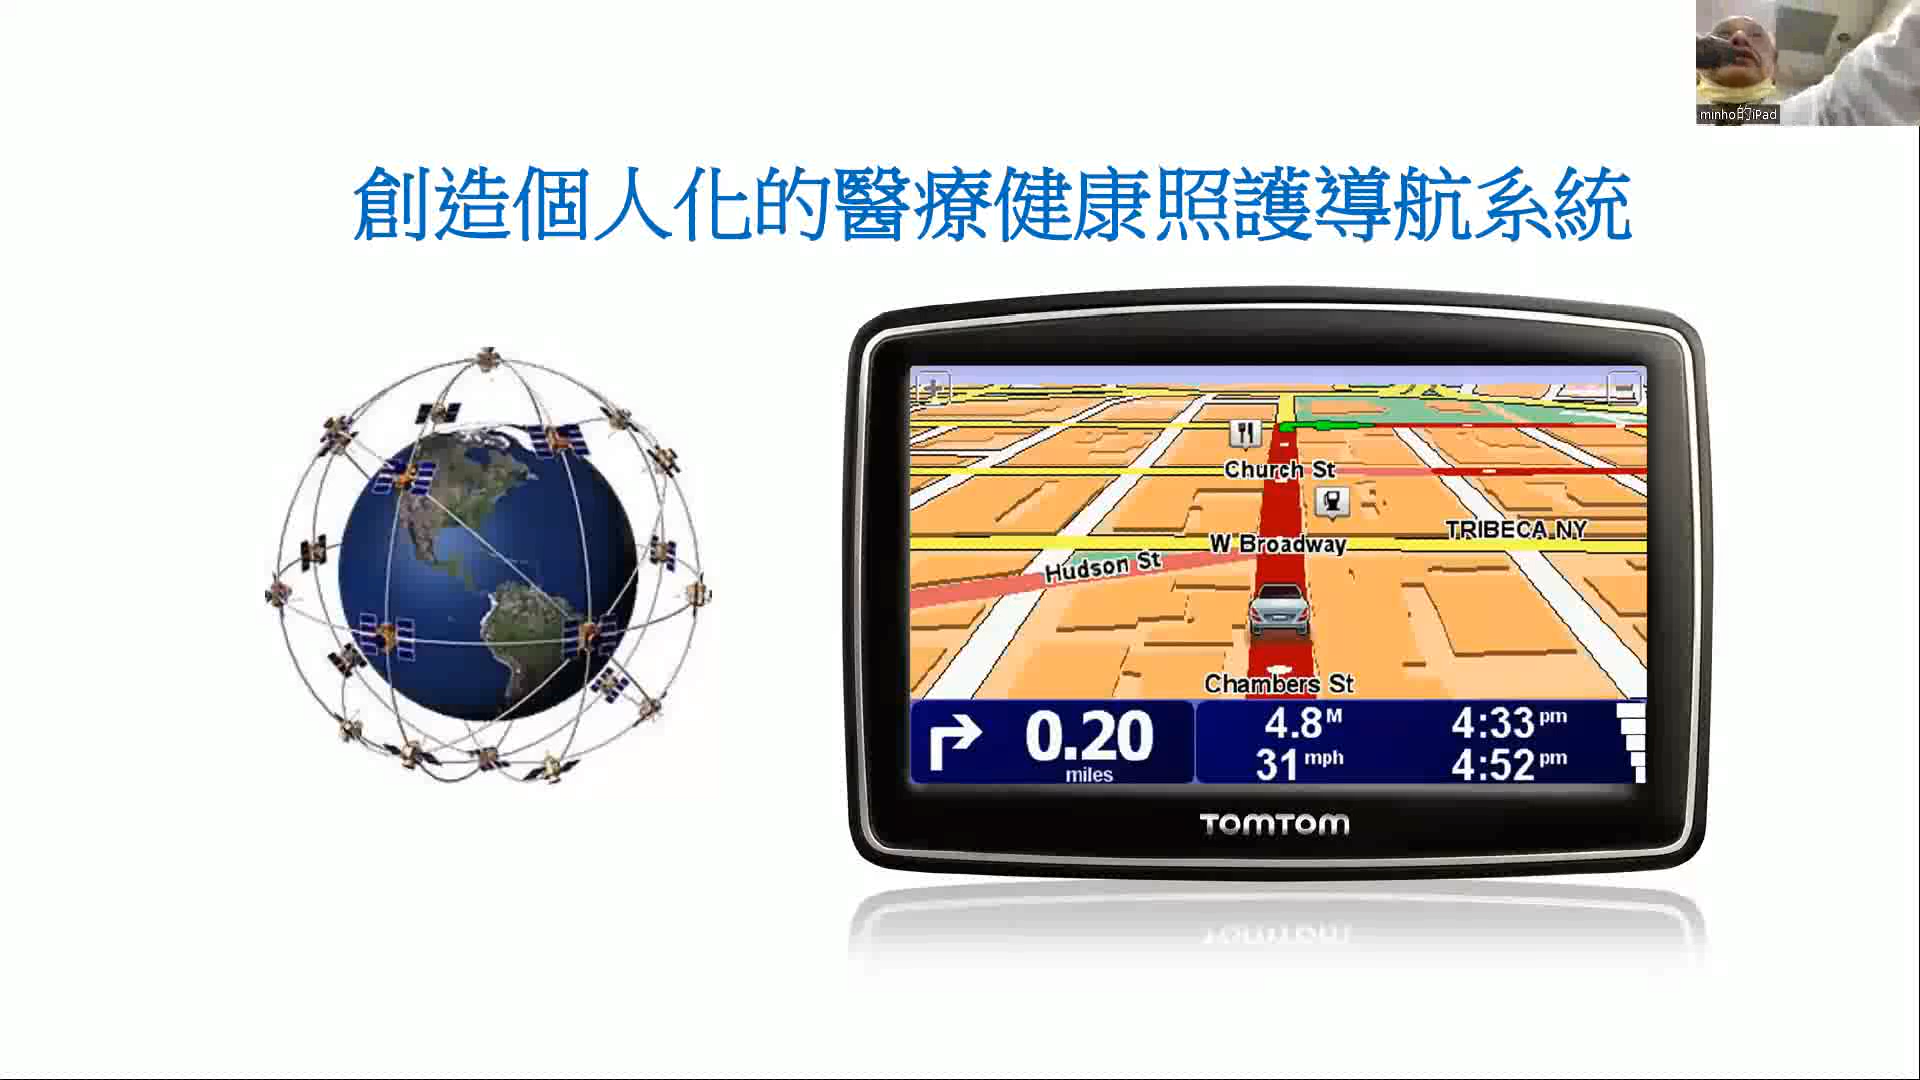 minho的iPad
創造個人化的醫療健康照護導航系統
Church St
TRIBECA NY
W Broadway
Hudson St
Chambers St
0.20
miles
4.8M
31mph
4:33pm
4:52pm
TOMTOM